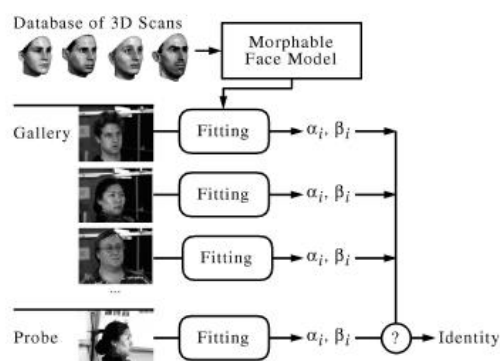 Database of 3D Scans
Morphable
Face Model
Gallery
Fitting
αi, βi
Fitting
αi, βi
Fitting
αi, βi
...
Probe
Fitting
αi, βi
?
Identity